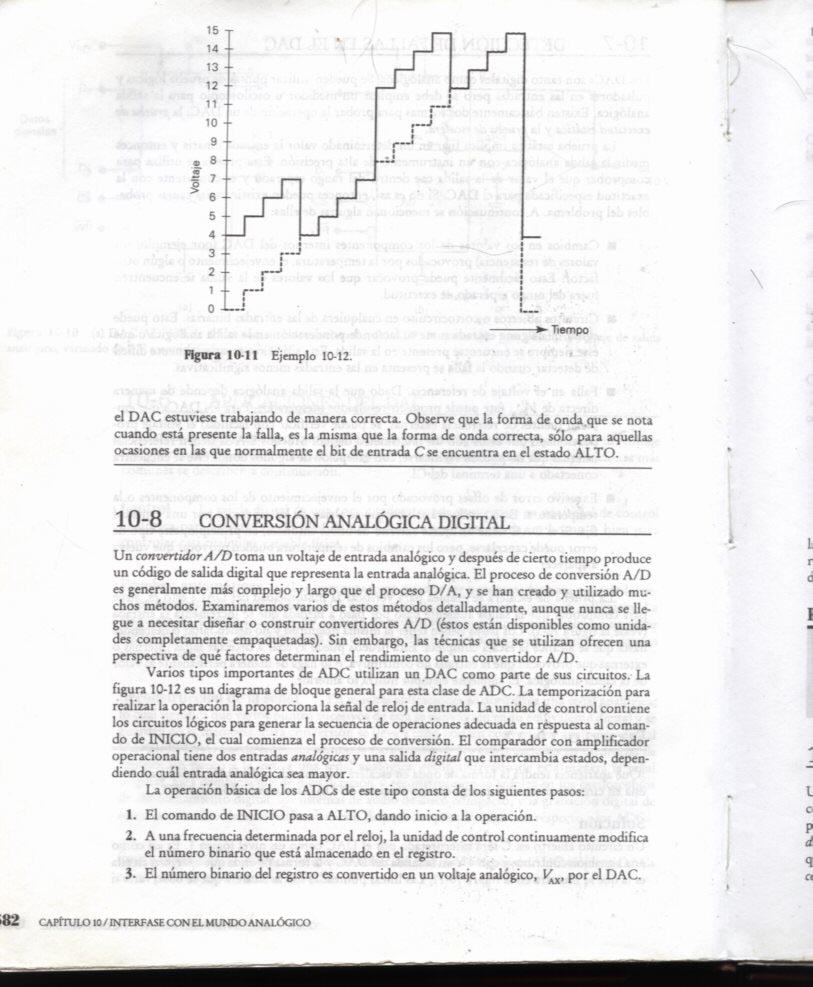 15
14
13
12
11
10
9
8
7
6
5
4
3
2
1
0
Voltaje
Tiempo
Figura 10-11 Ejemplo 10-12.
el DAC estuviese trabajando de manera correcta. Observe que la forma de onda que se nota
cuando está presente la falla, es la misma que la forma de onda correcta, sólo para aquellas
ocasiones en las que normalmente el bit de entrada C se encuentra en el estado ALTO.
10-8 CONVERSIÓN ANALÓGICA DIGITAL
Un convertidor A/D toma un voltaje de entrada analógico y después de cierto tiempo produce
un código de salida digital que representa la entrada analógica. El proceso de conversión A/D
es generalmente más complejo y largo que el proceso D/A, y se han creado y utilizado mu-
chos métodos. Examinaremos varios de estos métodos detalladamente, aunque nunca se lle-
gue a necesitar diseñar o construir convertidores A/D (éstos están disponibles como unida-
des completamente empaquetadas). Sin embargo, las técnicas que se utilizan ofrecen una
perspectiva de qué factores determinan el rendimiento de un convertidor A/D.
Varios tipos importantes de ADC utilizan un DAC como parte de sus circuitos. La
figura 10-12 es un diagrama de bloque general para esta clase de ADC. La temporización para
realizar la operación la proporciona la señal de reloj de entrada. La unidad de control contiene
los circuitos lógicos para generar la secuencia de operaciones adecuada en respuesta al coman-
do de INICIO, el cual comienza el proceso de conversión. El comparador con amplificador
operacional tiene dos entradas analógicas y una salida digital que intercambia estados, depen-
diendo cuál entrada analógica sea mayor.
La operación básica de los ADCs de este tipo consta de los siguientes pasos:
1. El comando de INICIO pasa a ALTO, dando inicio a la operación.
2. A una frecuencia determinada por el reloj, la unidad de control continuamente modifica
el número binario que está almacenado en el registro.
3. El número binario del registro es convertido en un voltaje analógico, VAX, por el DAC.
582 CAPÍTULO 10 / INTERFASE CON EL MUNDO ANALÓGICO